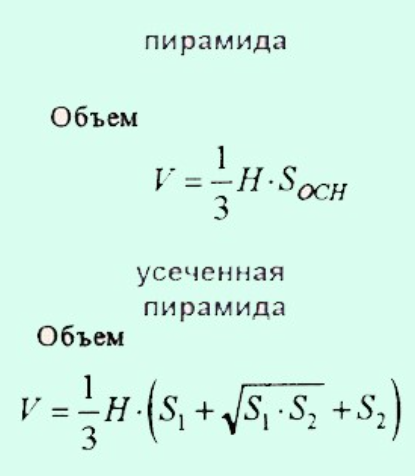 пирамида
Объем
V = 1/3 H · S_ОСН
усеченная
пирамида
Объем
V = 1/3 H · (S₁ + √(S₁ · S₂) + S₂)